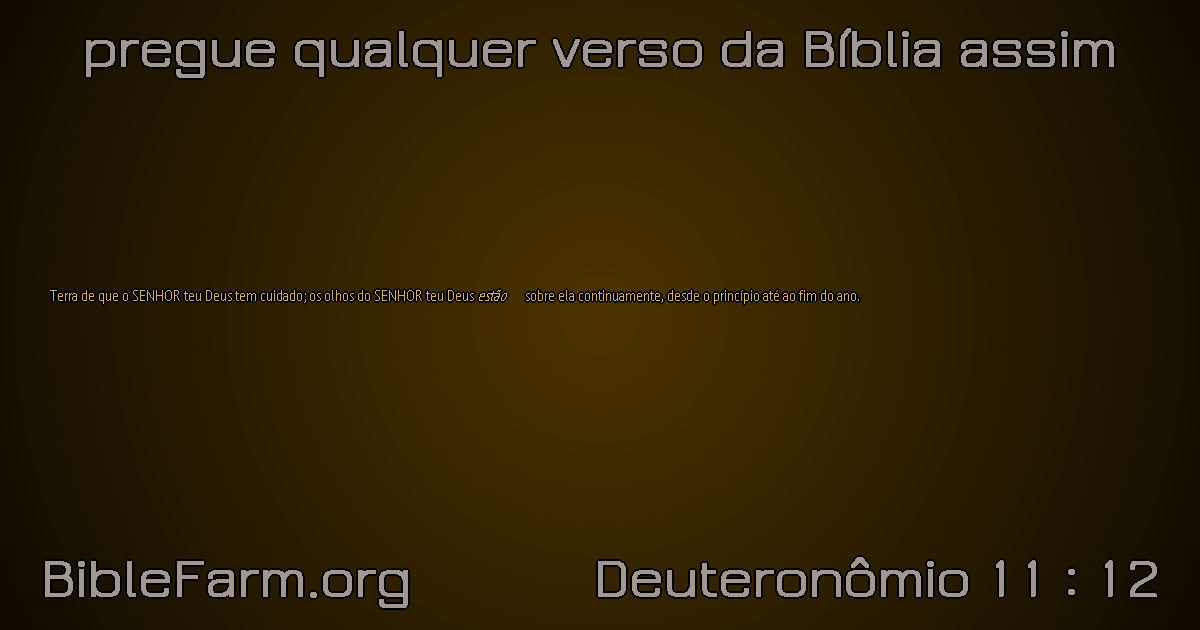 pregue qualquer verso da Bíblia assim
Terra de que o SENHOR teu Deus tem cuidado; os olhos do SENHOR teu Deus estão sobre ela continuamente, desde o princípio até ao fim do ano.
BibleFarm.org
Deuteronômio 11 : 12